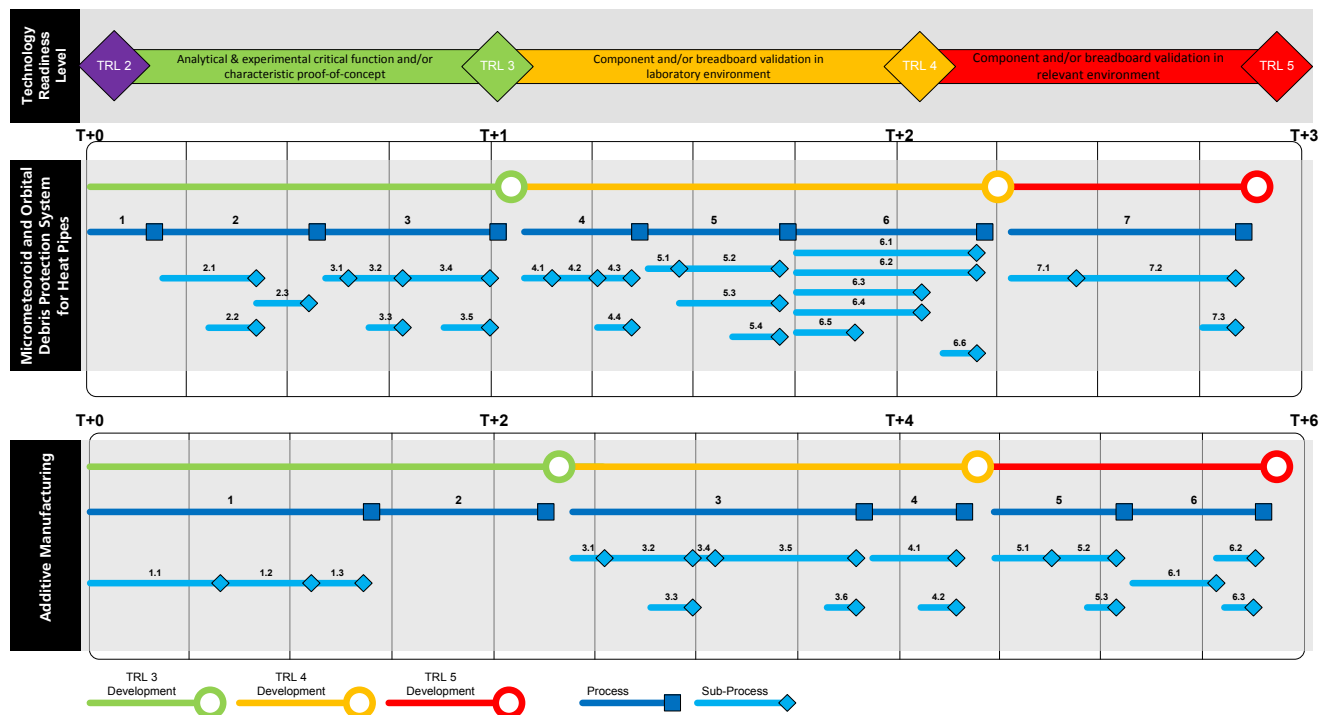 Technology
Readiness
Level
TRL 2
Analytical & experimental critical function and/or
characteristic proof-of-concept
TRL 3
Component and/or breadboard validation in
laboratory environment
TRL 4
Component and/or breadboard validation in
relevant environment
TRL 5
T+0
T+1
T+2
T+3
Micrometeoroid and Orbital
Debris Protection System
for Heat Pipes
1
2
3
4
5
6
7
6.1
5.1
5.2
6.2
2.1
3.1
3.2
3.4
4.1
4.2
4.3
7.1
7.2
6.3
2.3
5.3
6.4
2.2
3.3
3.5
4.4
6.5
7.3
5.4
6.6
T+0
T+2
T+4
T+6
Additive Manufacturing
1
2
3
4
5
6
3.1
3.2
3.4
3.5
4.1
5.1
5.2
6.2
1.1
1.2
1.3
6.1
3.3
3.6
4.2
5.3
6.3
TRL 3
Development
TRL 4
Development
TRL 5
Development
Process
Sub-Process